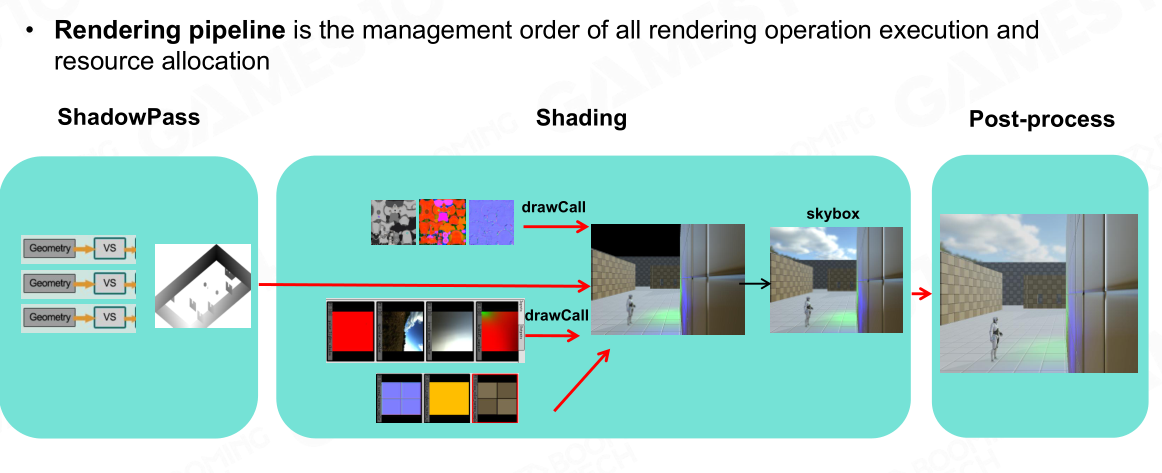 • Rendering pipeline is the management order of all rendering operation execution and
resource allocation
ShadowPass
Shading
Post-process
drawCall
skybox
Geometry VS
Geometry VS
Geometry VS
drawCall